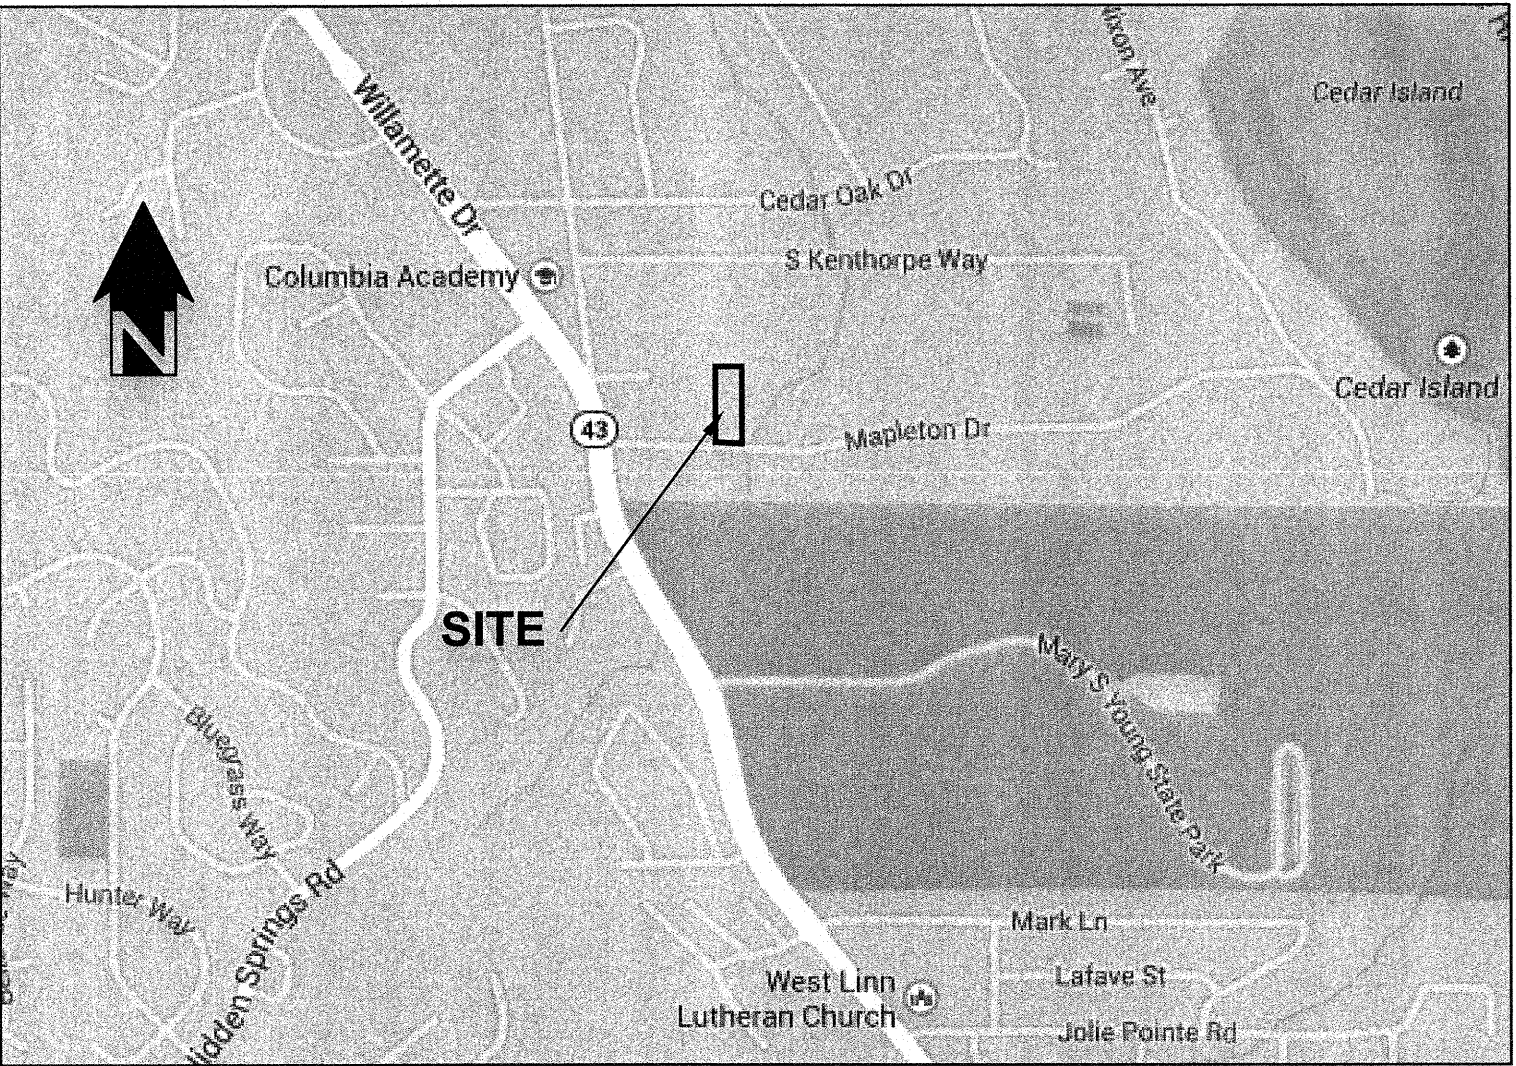 Nixon Ave
Cedar Island
Willamette Dr
Cedar Oak Dr
S Kenthorpe Way
Columbia Academy
N
Cedar Island
43
Mapleton Dr
SITE
Mary S Young State Park
Bluegrass Way
Hunter Way
Hidden Springs Rd
Mark Ln
West Linn
Lutheran Church
Lafave St
Jolie Pointe Rd